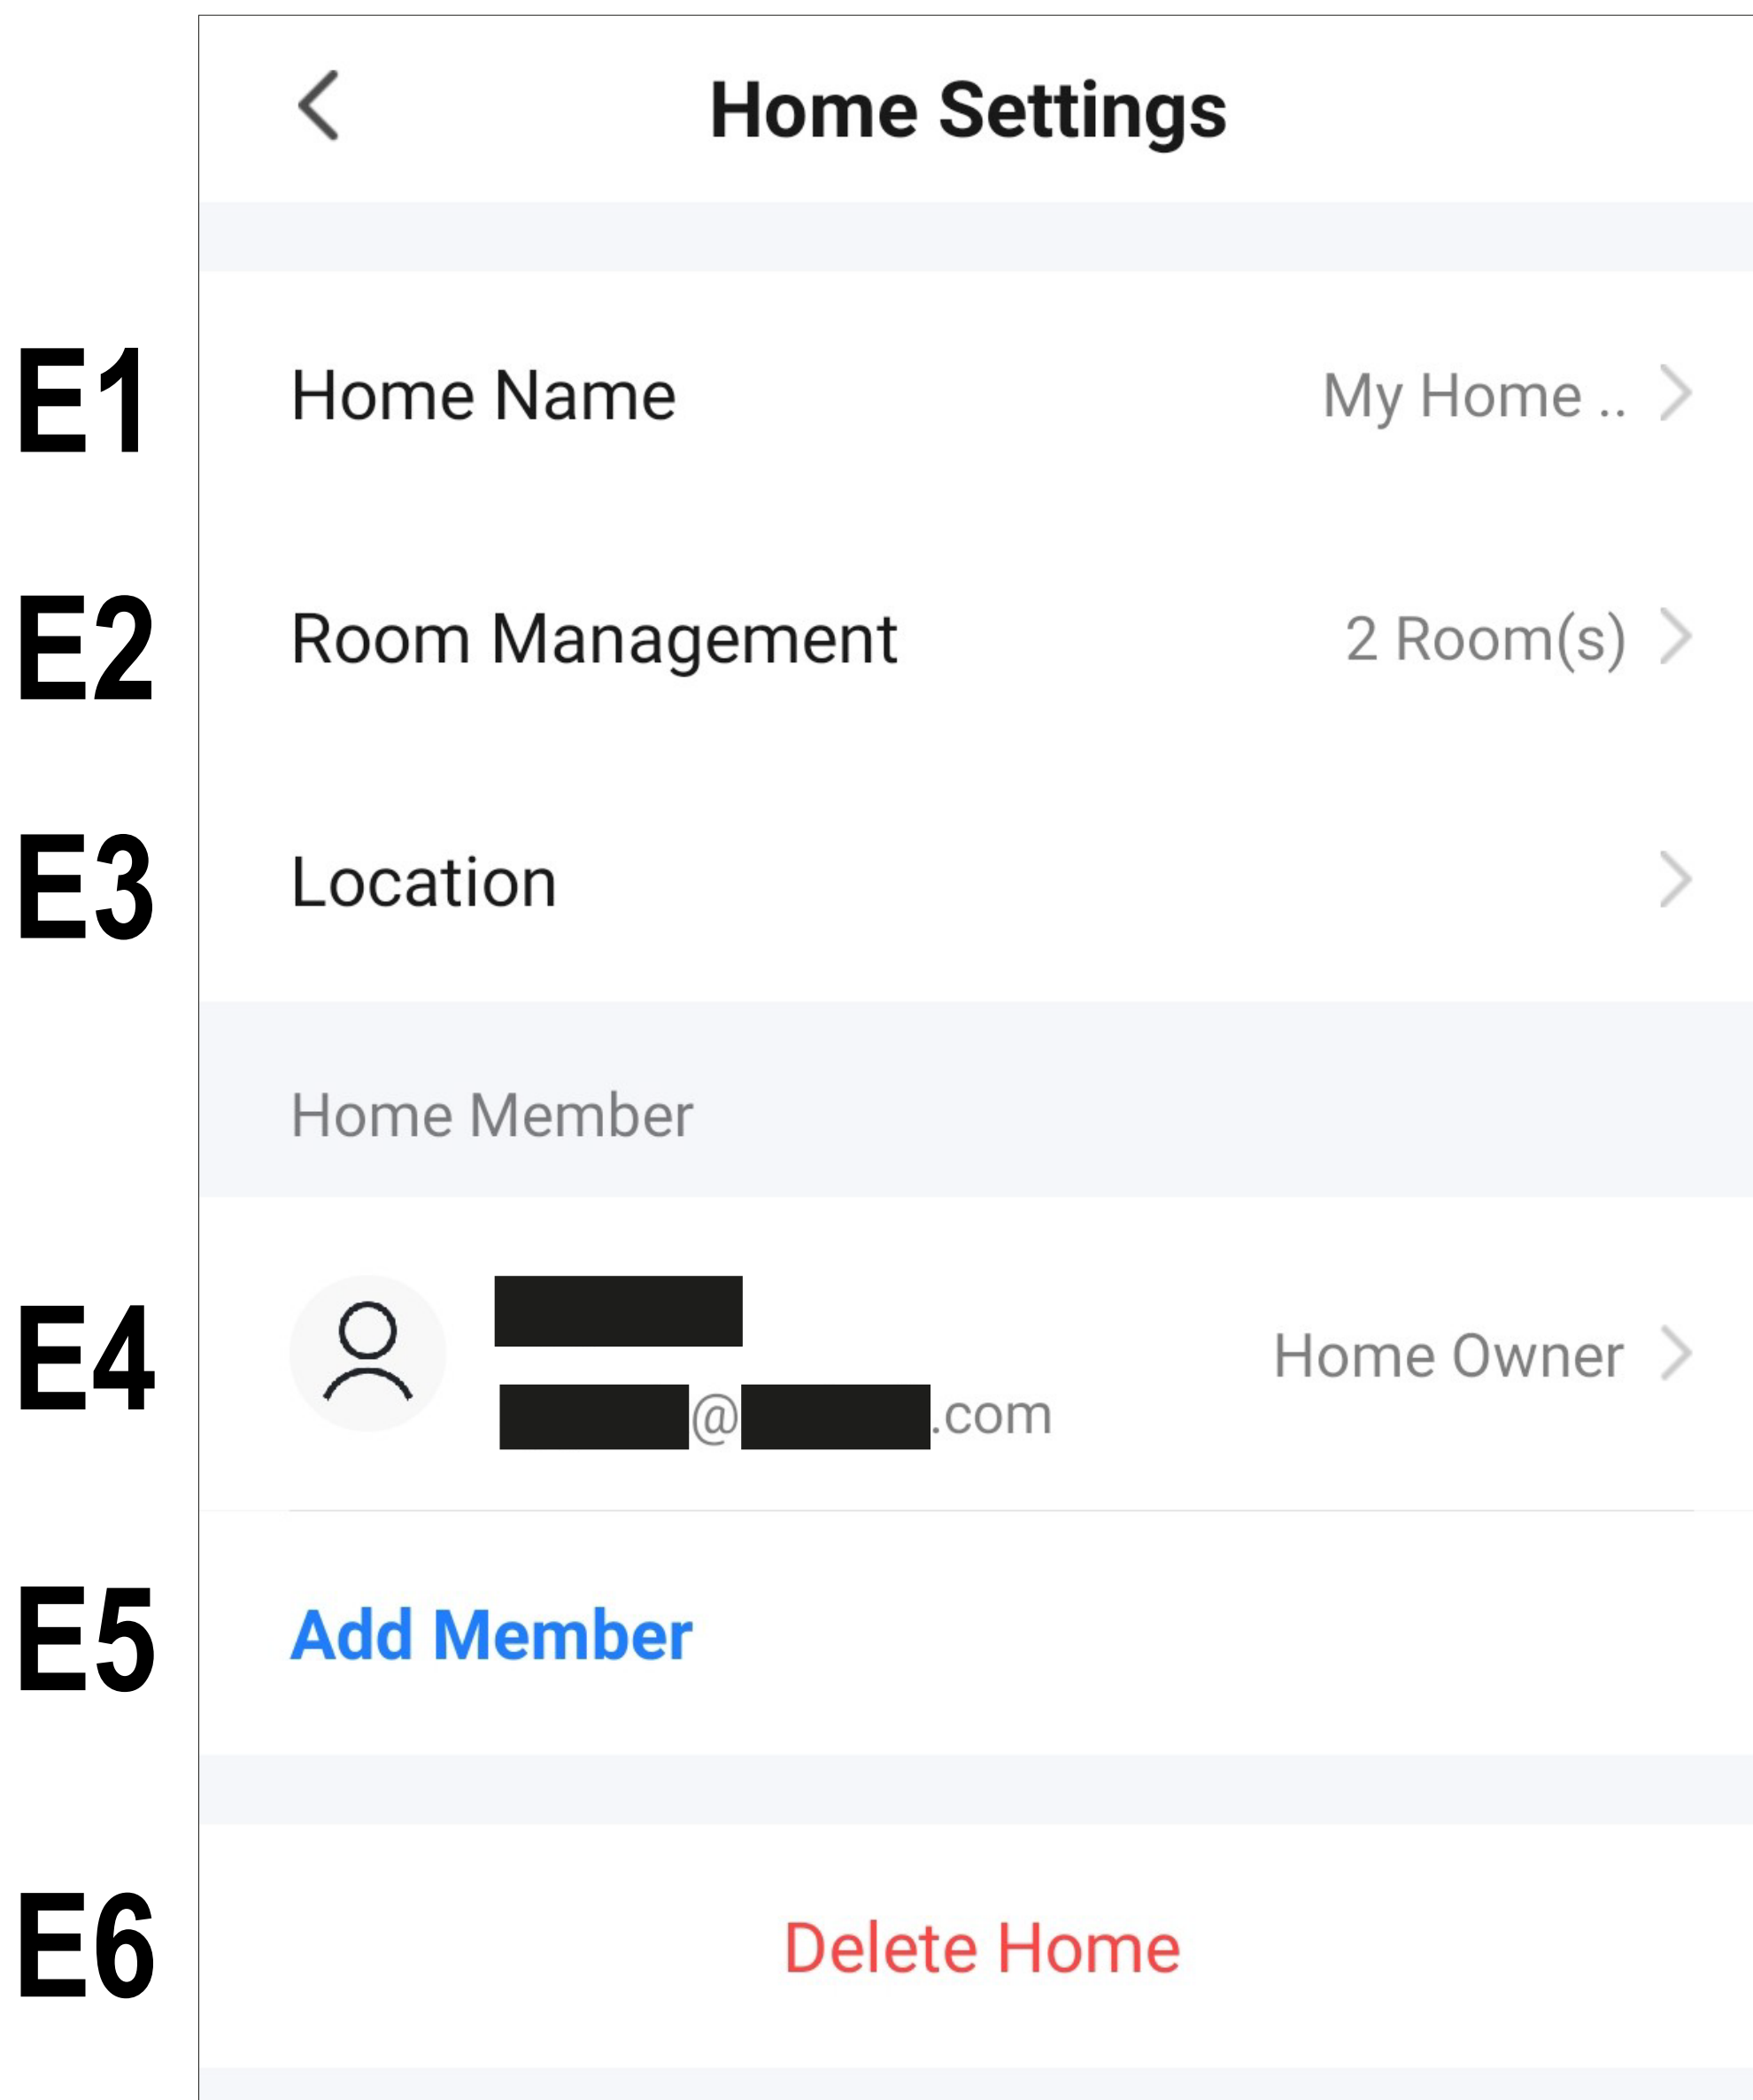 Home Settings
E1 Home Name My Home ..
E2 Room Management 2 Room(s)
E3 Location
Home Member
E4 Home Owner
@ .com
E5 Add Member
E6 Delete Home